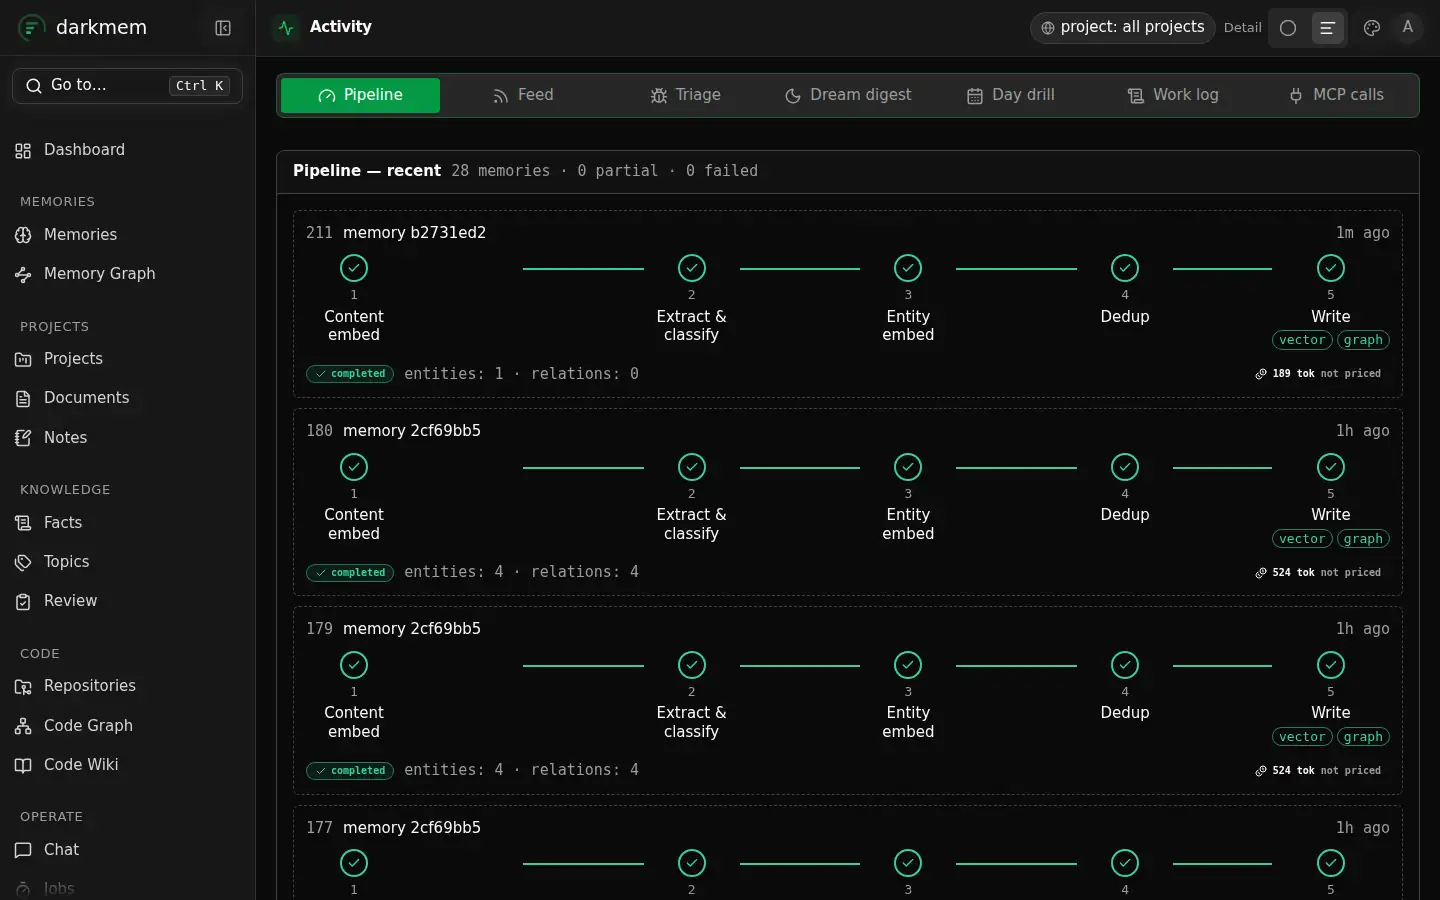 darkmem
Activity
project: all projects
Detail
A
Go to...
Ctrl K
Pipeline
Feed
Triage
Dream digest
Day drill
Work log
MCP calls
Dashboard
MEMORIES
Memories
Memory Graph
PROJECTS
Projects
Documents
Notes
KNOWLEDGE
Facts
Topics
Review
CODE
Repositories
Code Graph
Code Wiki
OPERATE
Chat
Jobs
Pipeline — recent 28 memories · 0 partial · 0 failed
211 memory b2731ed2 1m ago
1 2 3 4 5
Content embed
Extract & classify
Entity embed
Dedup
Write
vector graph
completed entities: 1 · relations: 0 189 tok not priced
180 memory 2cf69bb5 1h ago
1 2 3 4 5
Content embed
Extract & classify
Entity embed
Dedup
Write
vector graph
completed entities: 4 · relations: 4 524 tok not priced
179 memory 2cf69bb5 1h ago
1 2 3 4 5
Content embed
Extract & classify
Entity embed
Dedup
Write
vector graph
completed entities: 4 · relations: 4 524 tok not priced
177 memory 2cf69bb5 1h ago
1 2 3 4 5